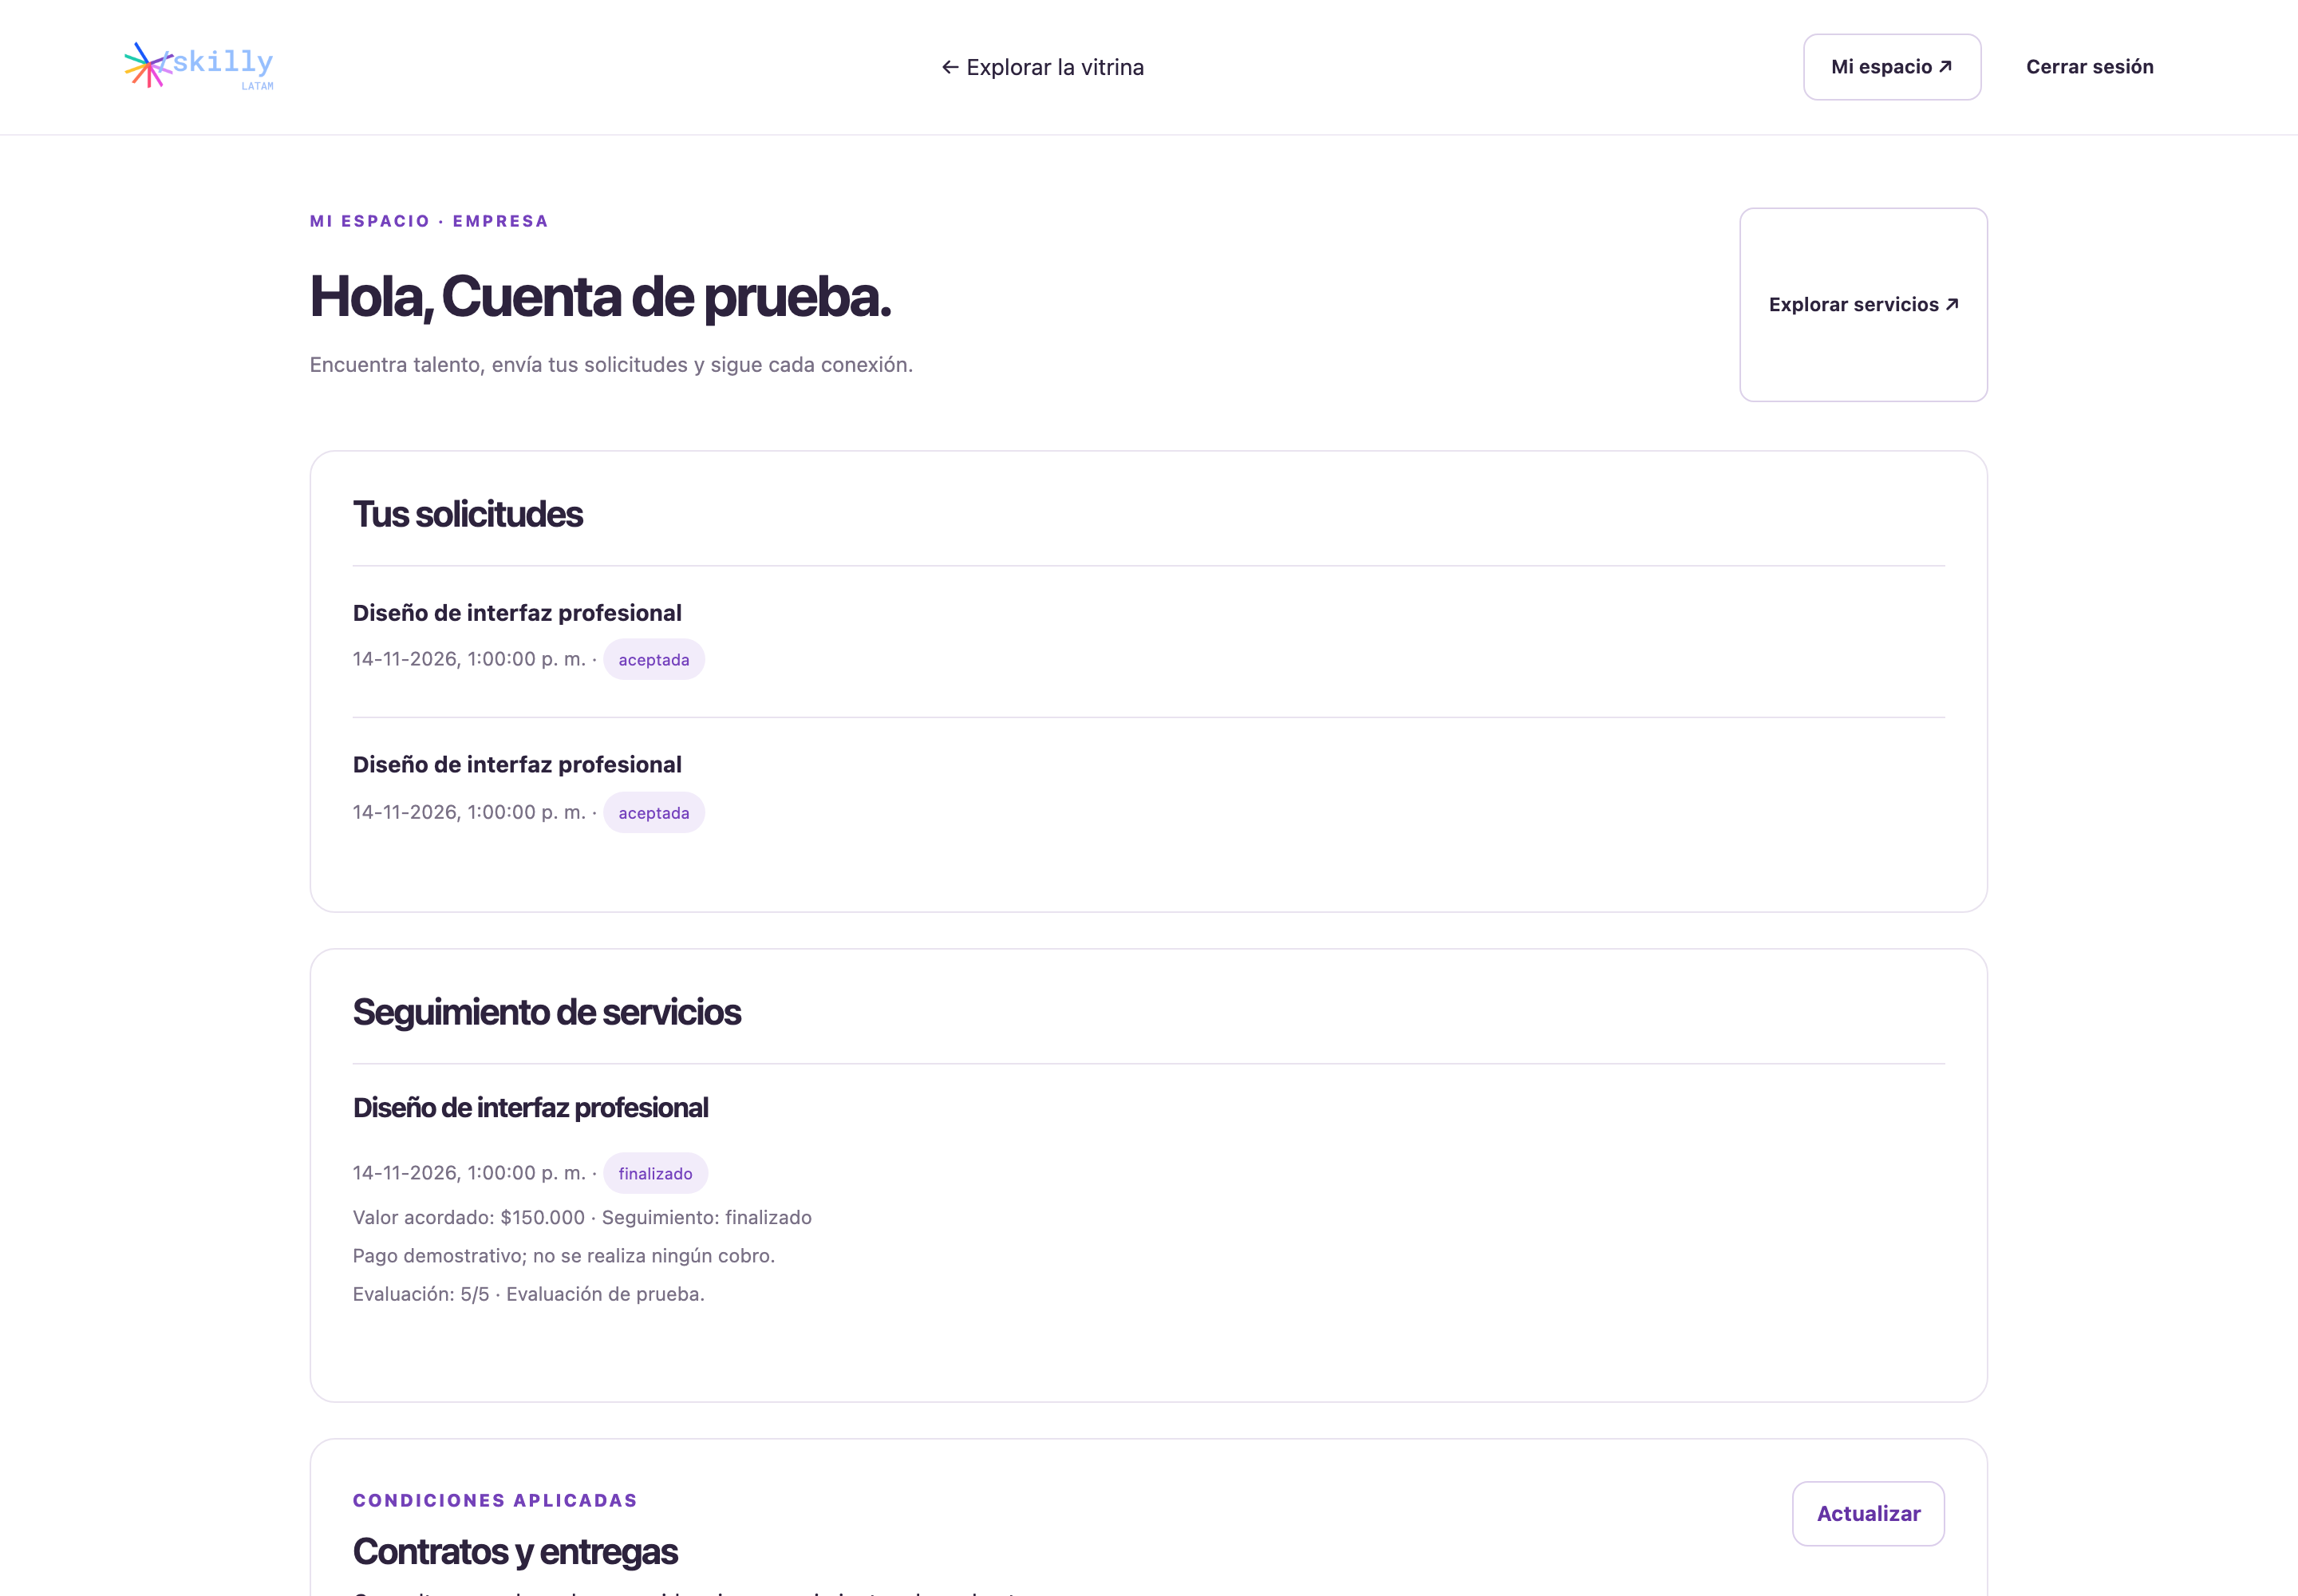 /skilly
LATAM
← Explorar la vitrina
Mi espacio ↗
Cerrar sesión
MI ESPACIO · EMPRESA
Hola, Cuenta de prueba.
Encuentra talento, envía tus solicitudes y sigue cada conexión.
Explorar servicios ↗
Tus solicitudes
Diseño de interfaz profesional
14-11-2026, 1:00:00 p. m. · aceptada
Diseño de interfaz profesional
14-11-2026, 1:00:00 p. m. · aceptada
Seguimiento de servicios
Diseño de interfaz profesional
14-11-2026, 1:00:00 p. m. · finalizado
Valor acordado: $150.000 · Seguimiento: finalizado
Pago demostrativo; no se realiza ningún cobro.
Evaluación: 5/5 · Evaluación de prueba.
CONDICIONES APLICADAS
Actualizar
Contratos y entregas